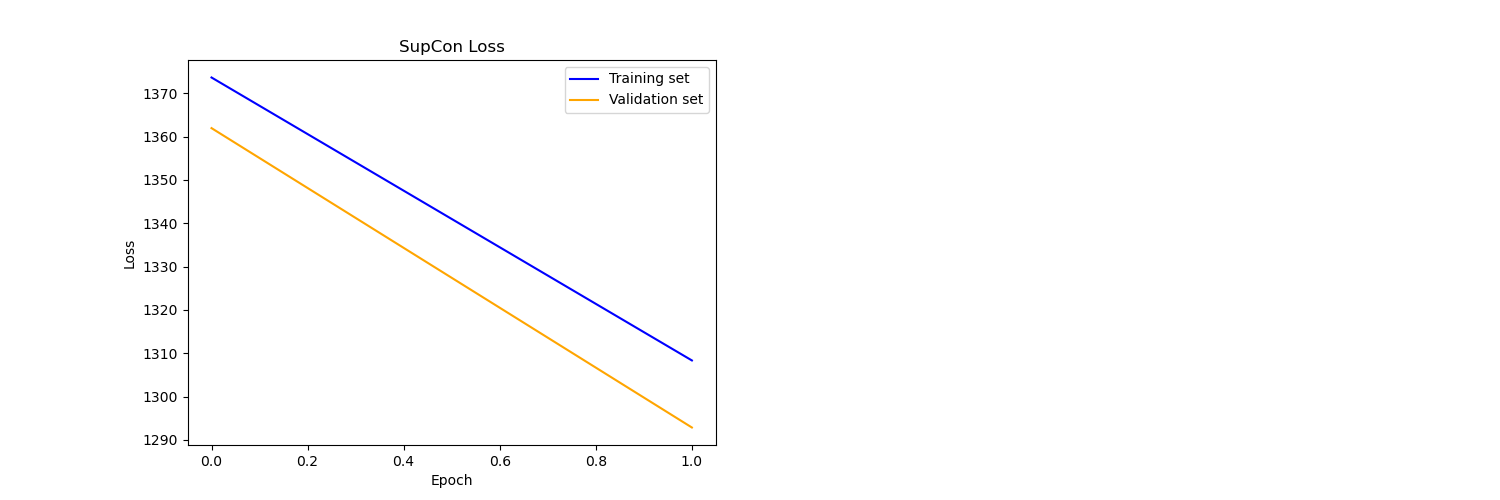 SupCon Loss
Training set
Validation set
1370
1360
1350
1340
1330
1320
1310
1300
1290
Loss
0.0 0.2 0.4 0.6 0.8 1.0
Epoch